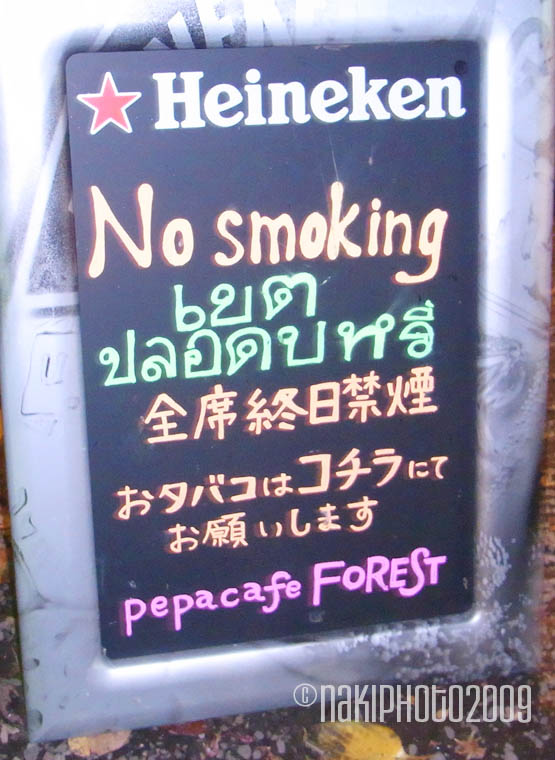 Heineken
No smoking
เบต
ปลอดบหรี่
全席終日禁煙
おタバコはコチラにて
お願いします
pepacafe FOREST
© NAKIPHOTO2009